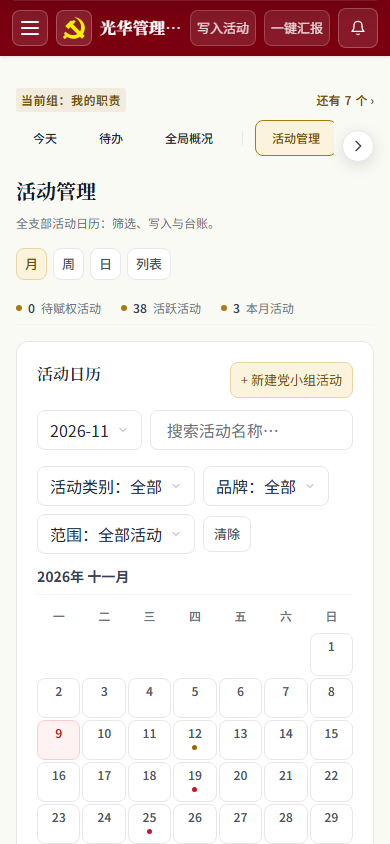 光华管理… 写入活动 一键汇报
当前组：我的职责 还有 7 个 ›
今天 待办 全局概况 活动管理
活动管理
全支部活动日历：筛选、写入与台账。
月 周 日 列表
0 待赋权活动 38 活跃活动 3 本月活动
活动日历 + 新建党小组活动
2026-11 搜索活动名称…
活动类别：全部 品牌：全部
范围：全部活动 清除
2026年 十一月
一 二 三 四 五 六 日
1
2 3 4 5 6 7 8
9 10 11 12 13 14 15
16 17 18 19 20 21 22
23 24 25 26 27 28 29